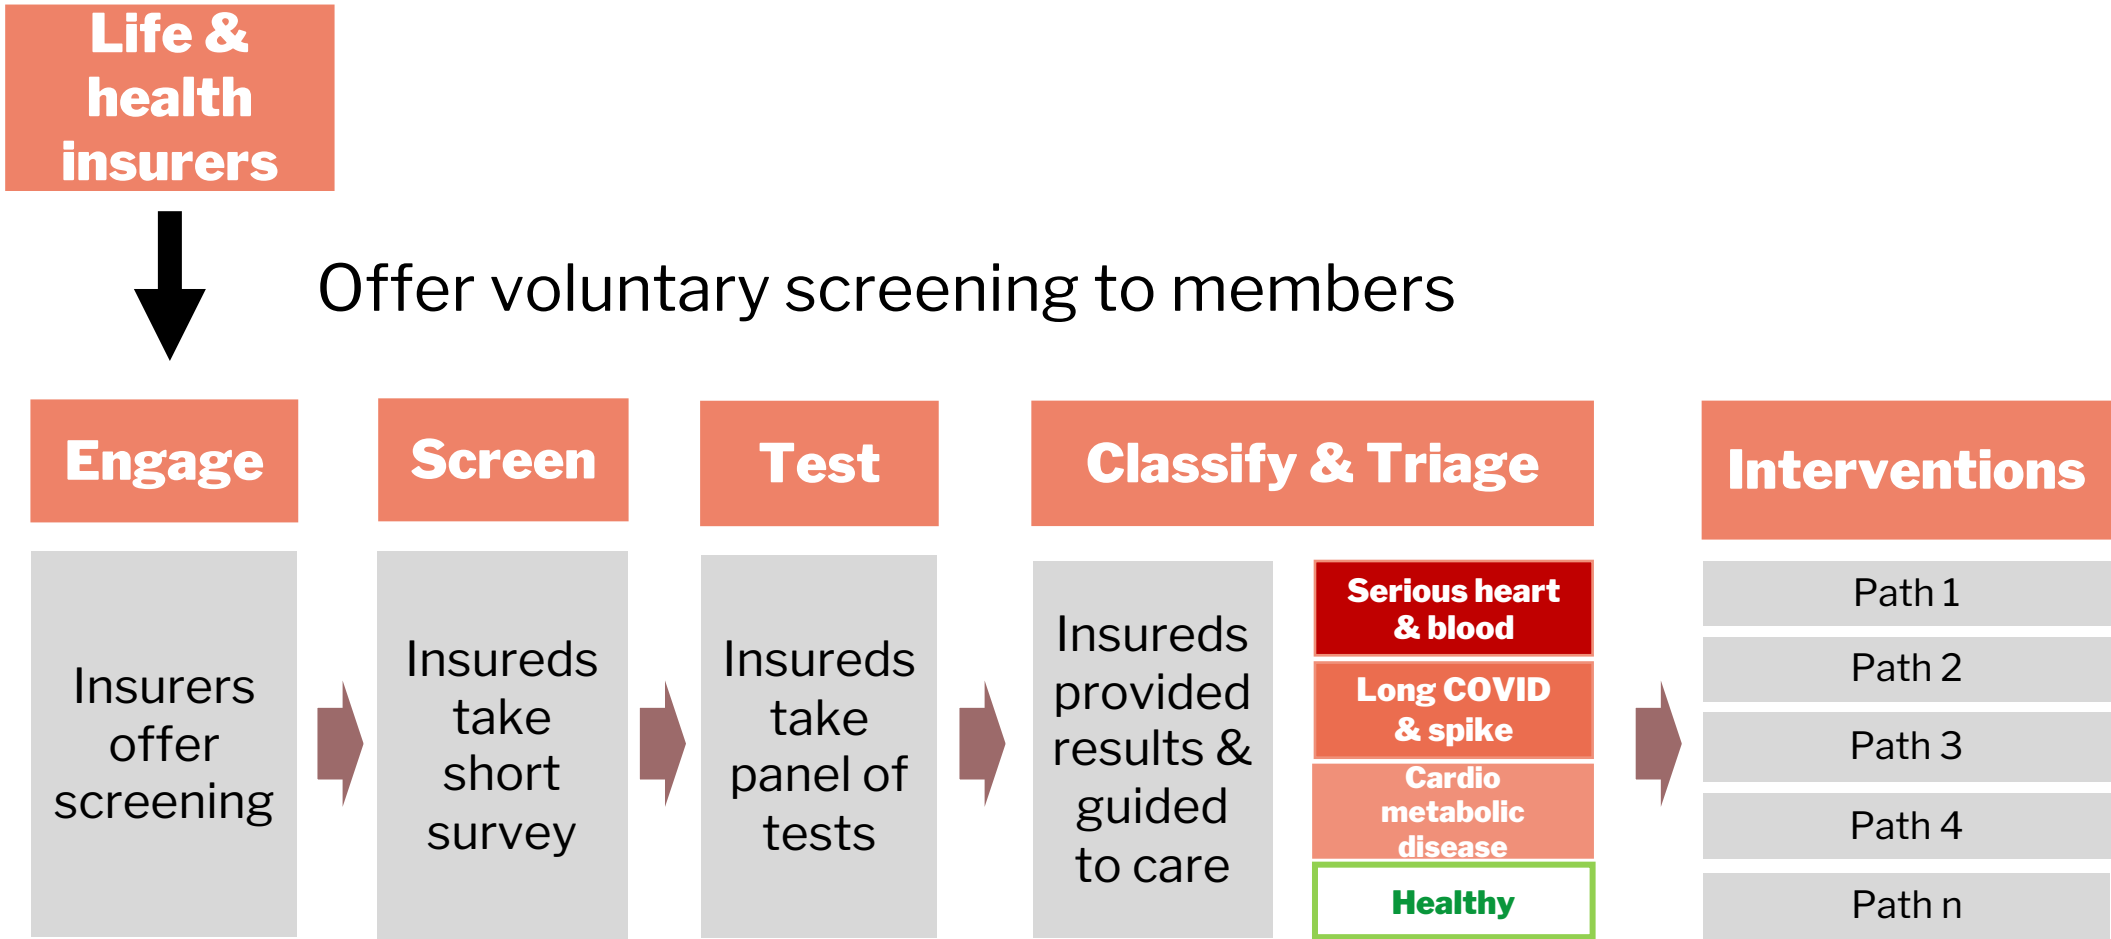 Life &
health
insurers
Offer voluntary screening to members
Engage
Screen
Test
Classify & Triage
Interventions
Insurers
offer
screening
Insureds
take
short
survey
Insureds
take
panel of
tests
Insureds
provided
results &
guided
to care
Serious heart
& blood
Long COVID
& spike
Cardio
metabolic
disease
Healthy
Path 1
Path 2
Path 3
Path 4
Path n